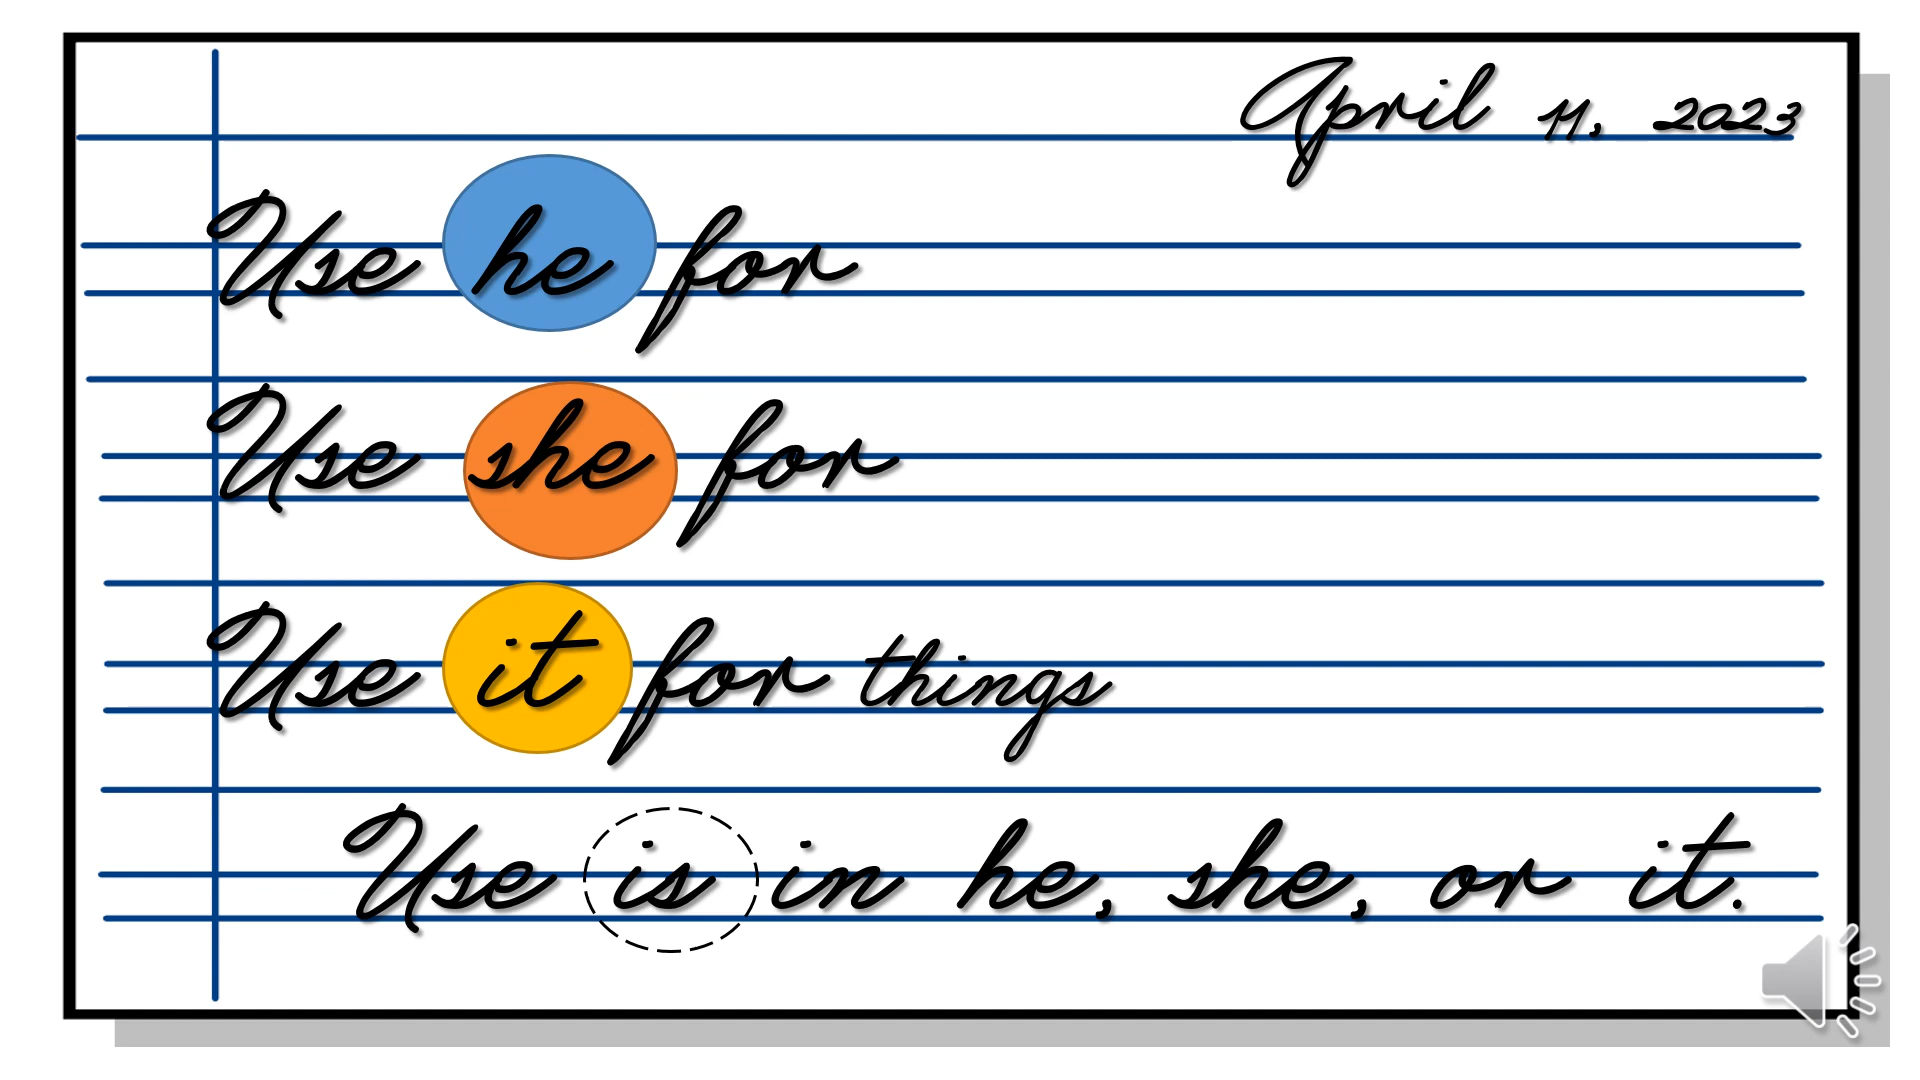 April 11, 2023
Use he for
Use she for
Use it for things
Use is in he, she, or it.